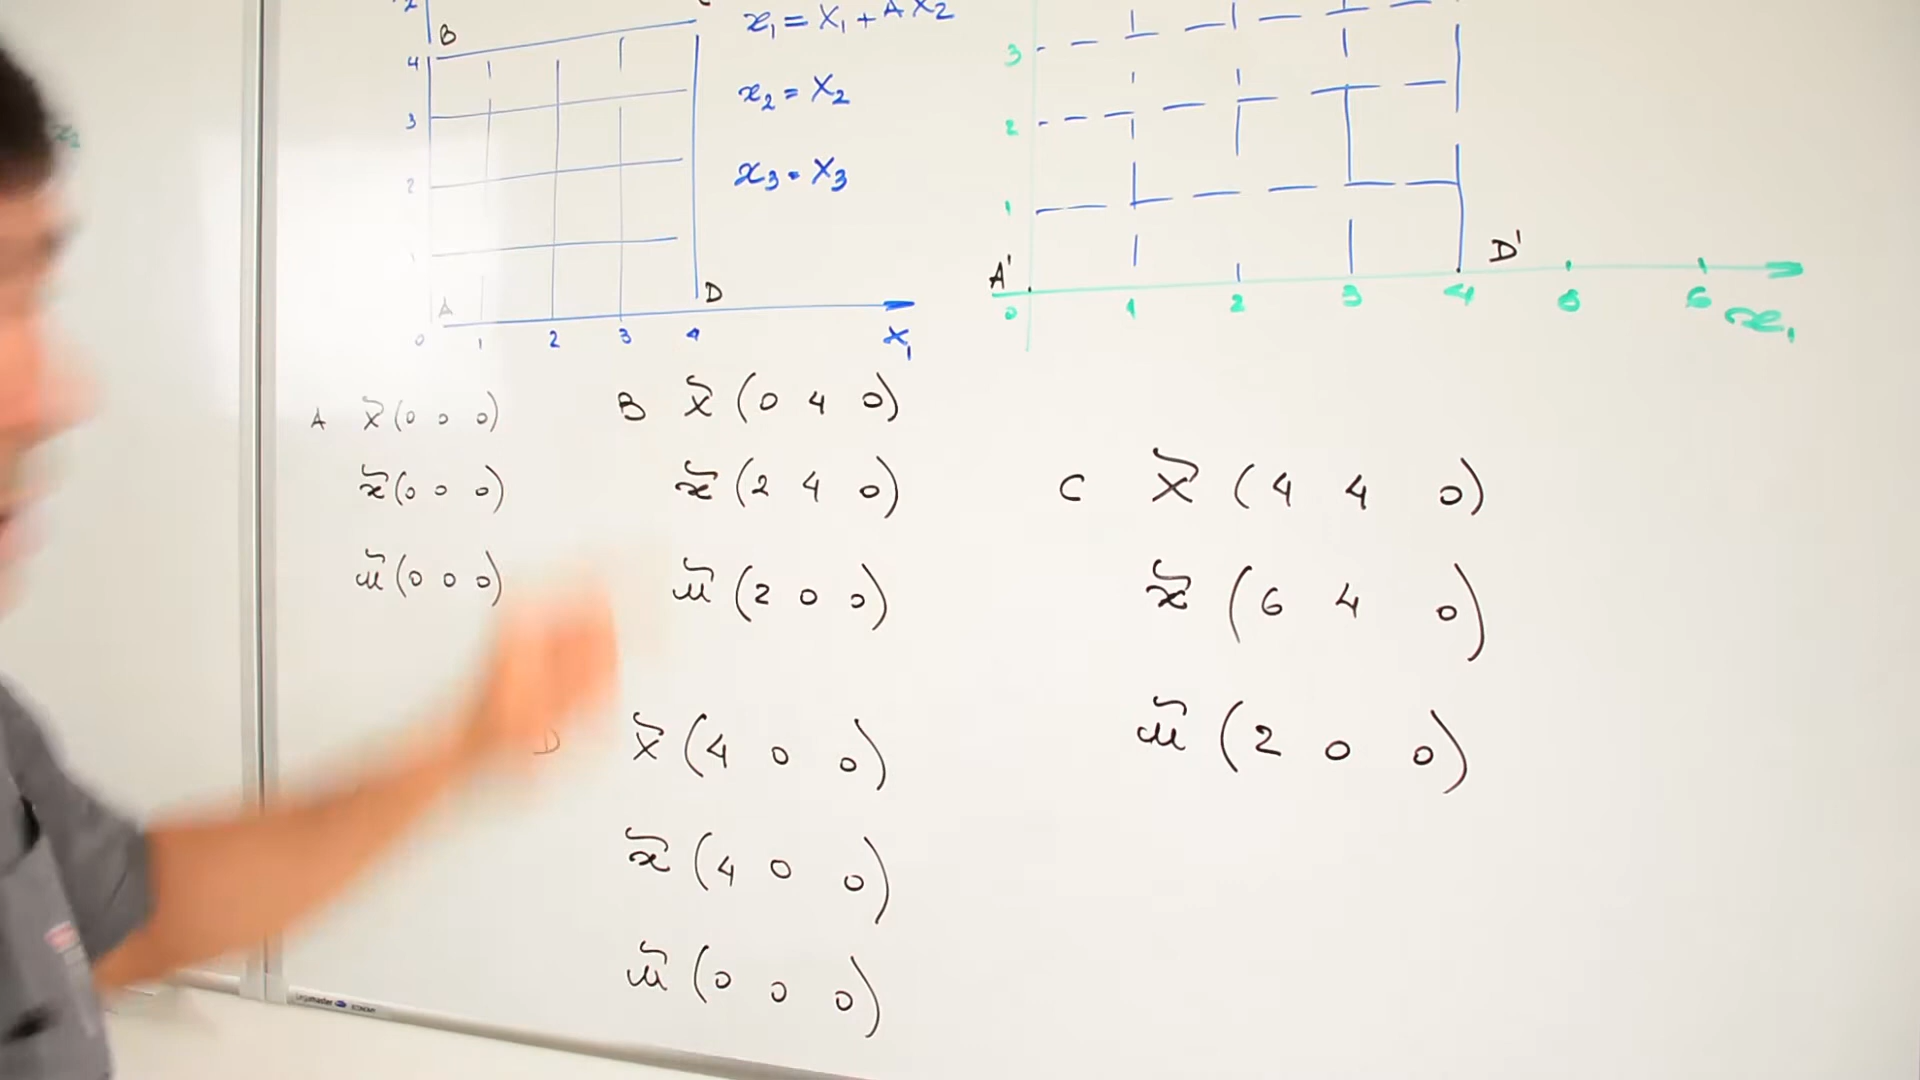 B
x₁ = X₁ + A X₂
x₂ = X₂
x₃ = X₃
4
3
2
1
A
D
0 1 2 3 4
X₁
3
2
1
A'
D'
0 1 2 3 4 5 6
x₁
x₂
A X⃗ (0 0 0)
x⃗ (0 0 0)
u⃗ (0 0 0)
B X⃗ (0 4 0)
x⃗ (2 4 0)
u⃗ (2 0 0)
C X⃗ (4 4 0)
x⃗ (6 4 0)
u⃗ (2 0 0)
D X⃗ (4 0 0)
x⃗ (4 0 0)
u⃗ (0 0 0)
Legamaster ECONOMY